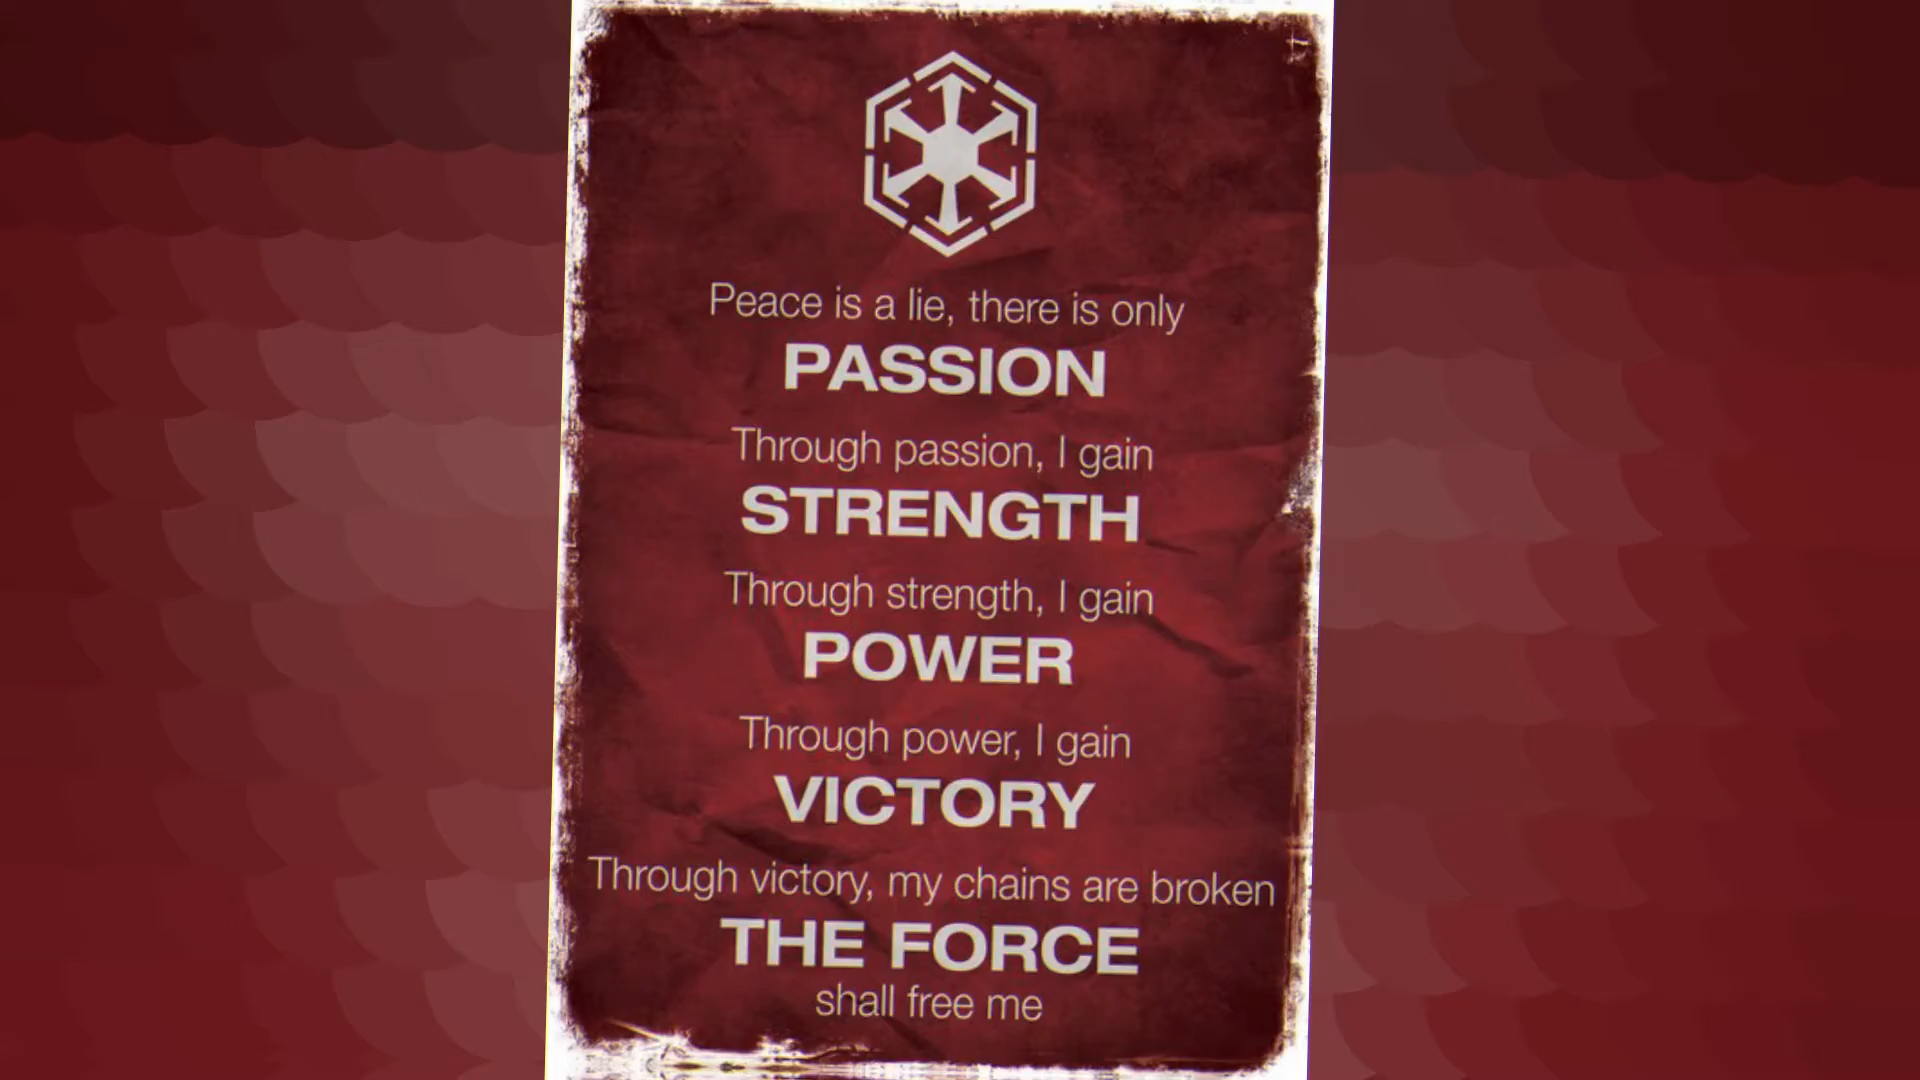 Peace is a lie, there is only
PASSION
Through passion, I gain
STRENGTH
Through strength, I gain
POWER
Through power, I gain
VICTORY
Through victory, my chains are broken
THE FORCE
shall free me